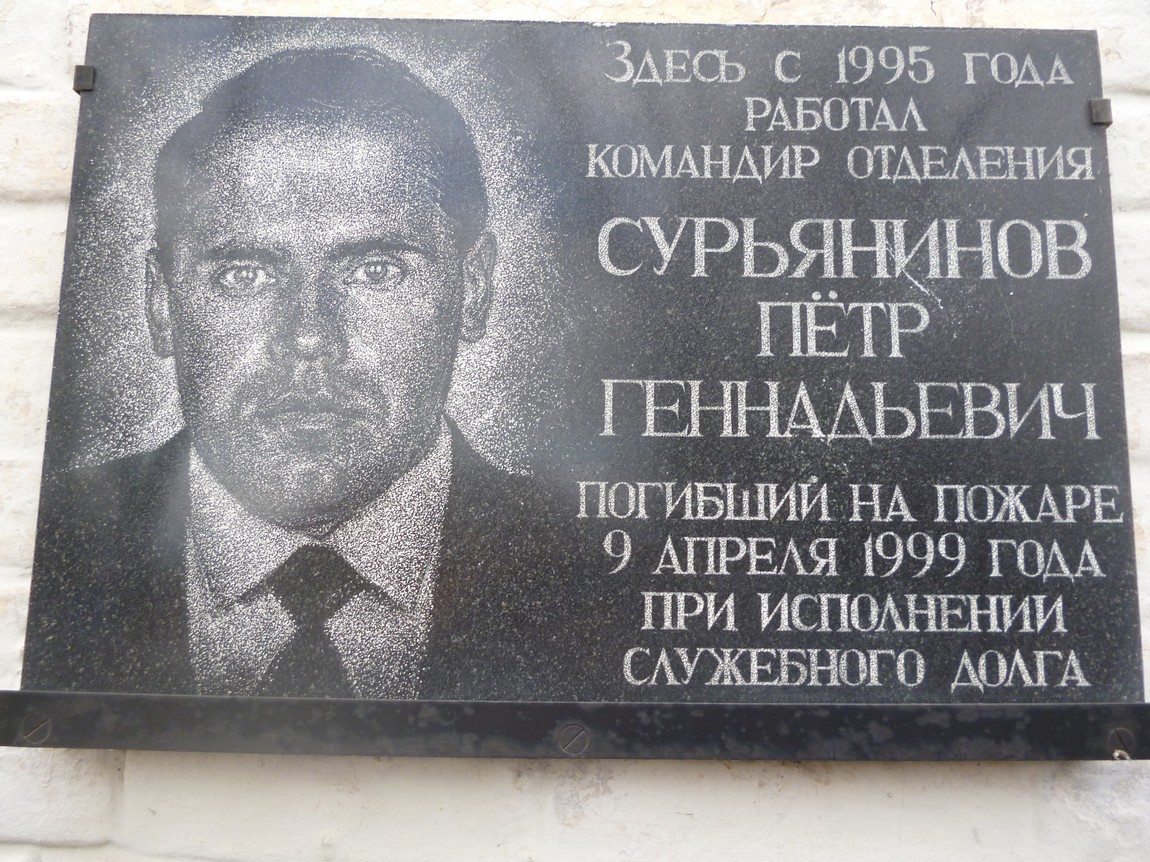 Здесь с 1995 года
работал
командир отделения
СУРЬЯНИНОВ
ПЁТР
ГЕННАДЬЕВИЧ
погибший на пожаре
9 апреля 1999 года
при исполнении
служебного долга